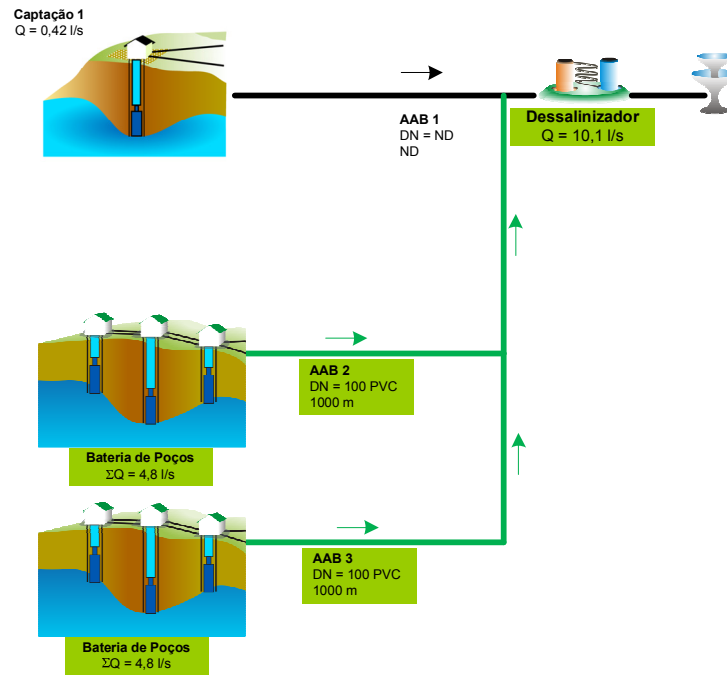 Captação 1
Q = 0,42 l/s
AAB 1
DN = ND
ND
Dessalinizador
Q = 10,1 l/s
AAB 2
DN = 100 PVC
1000 m
Bateria de Poços
ΣQ = 4,8 l/s
AAB 3
DN = 100 PVC
1000 m
Bateria de Poços
ΣQ = 4,8 l/s